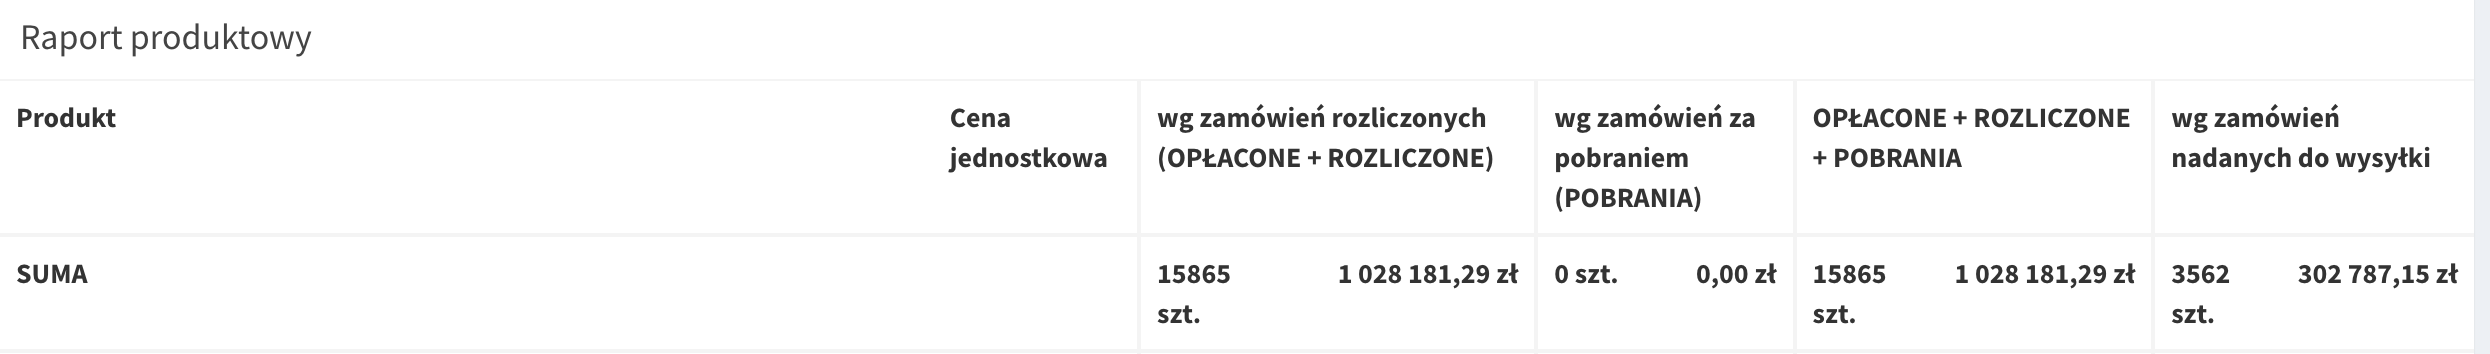 Raport produktowy
Produkt
Cena
jednostkowa
wg zamówień rozliczonych
(OPŁACONE + ROZLICZONE)
wg zamówień za
pobraniem
(POBRANIA)
OPŁACONE + ROZLICZONE
+ POBRANIA
wg zamówień
nadanych do wysyłki
SUMA
15865
szt.
1 028 181,29 zł
0 szt.
0,00 zł
15865
szt.
1 028 181,29 zł
3562
szt.
302 787,15 zł